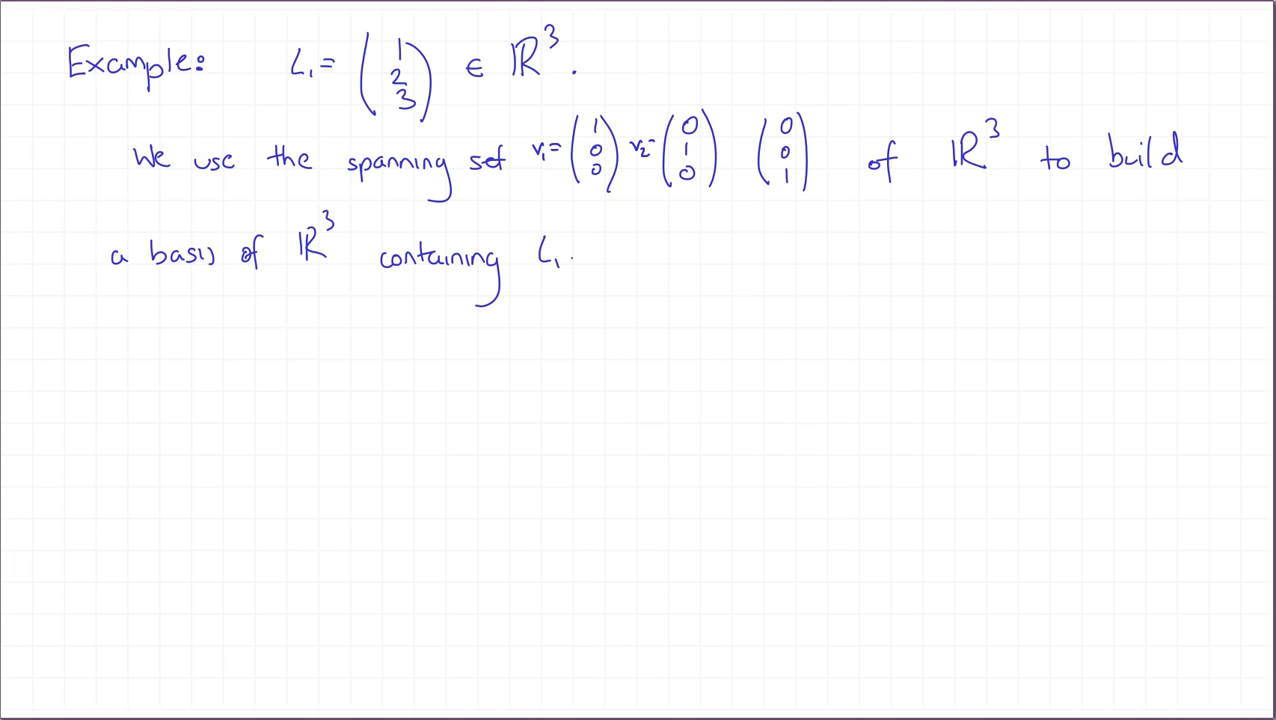 Example: L₁ = (1 2 3) ∈ ℝ³.
We use the spanning set v₁ = (1 0 0) v₂ = (0 1 0) (0 0 1) of ℝ³ to build
a basis of ℝ³ containing L₁.